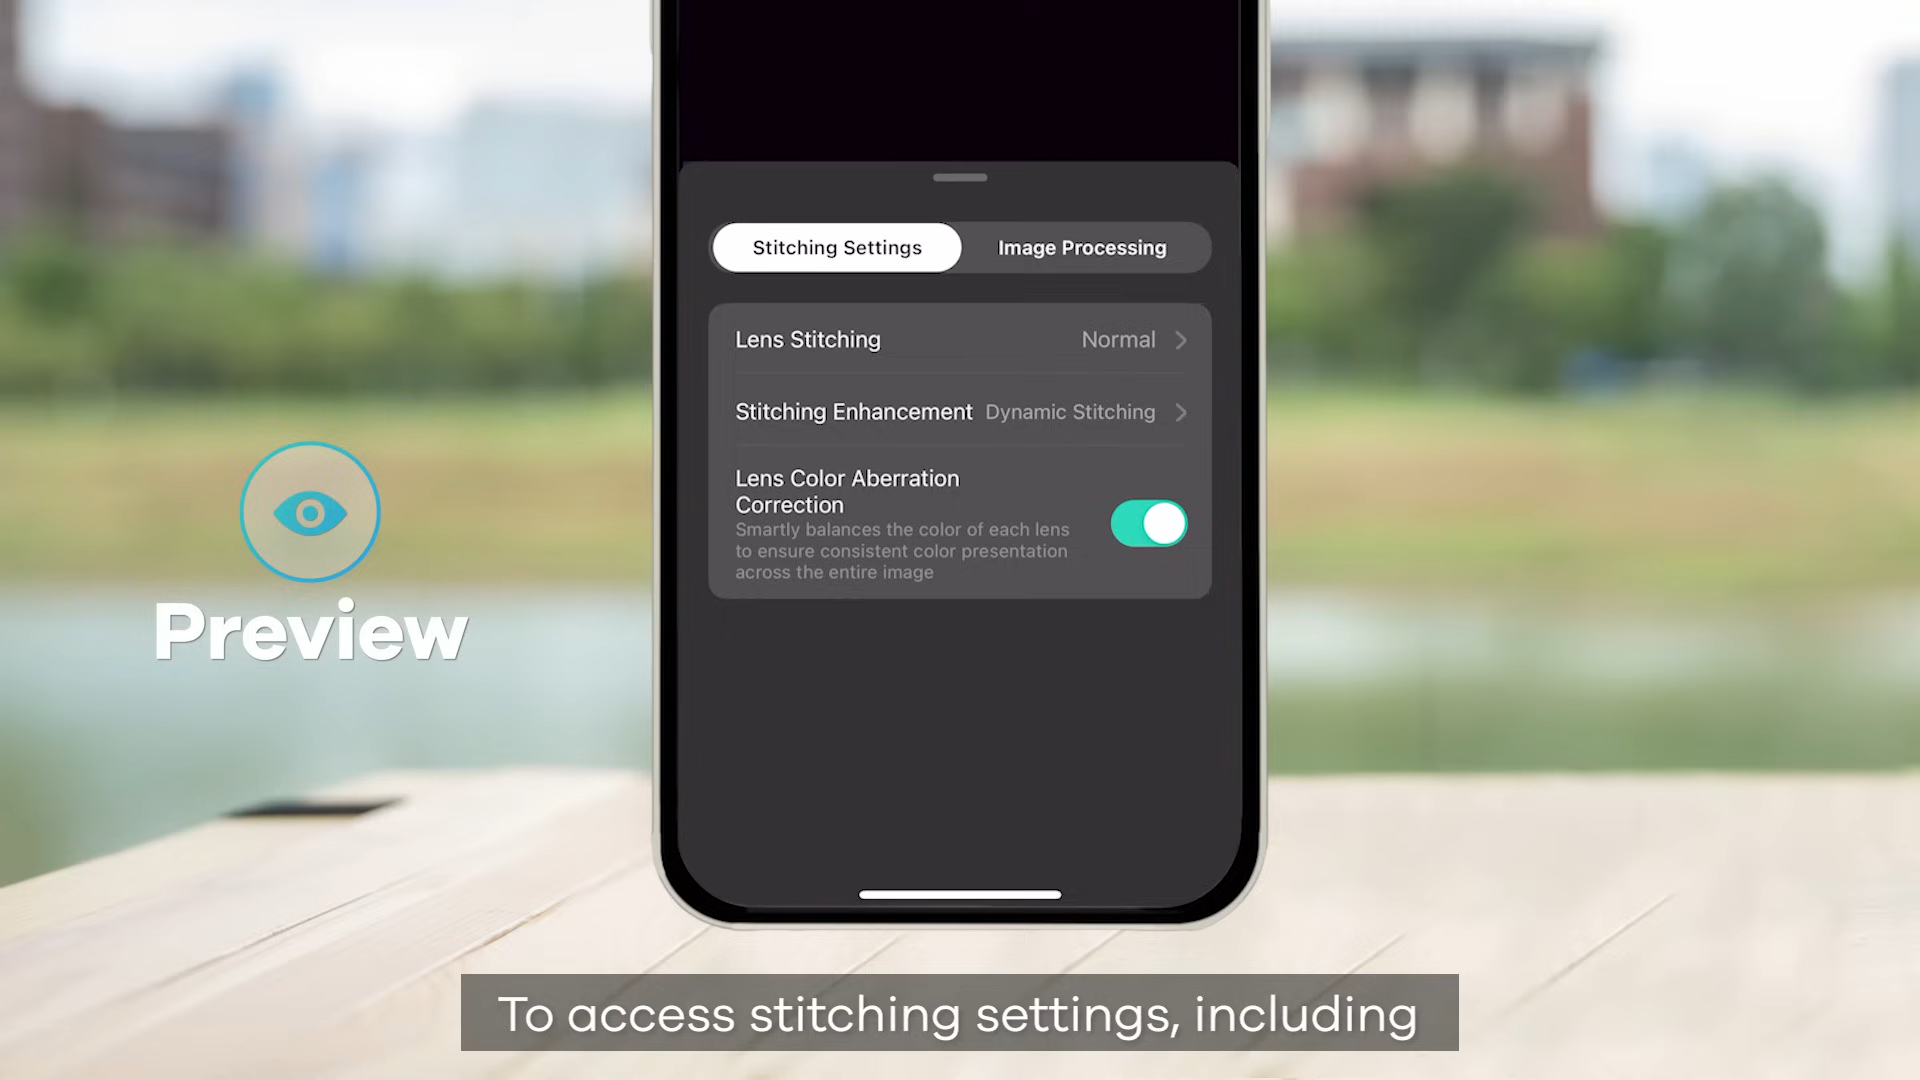 Stitching Settings
Image Processing
Lens Stitching
Normal
Stitching Enhancement
Dynamic Stitching
Lens Color Aberration
Correction
Smartly balances the color of each lens
to ensure consistent color presentation
across the entire image
Preview
To access stitching settings, including